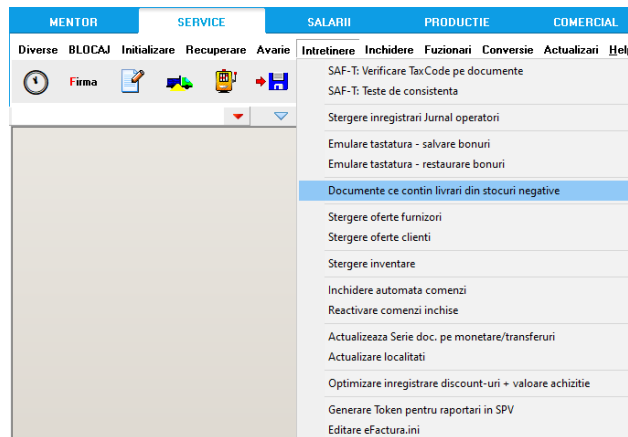 MENTOR SERVICE SALARII PRODUCTIE COMERCIAL
Diverse BLOCAJ Initializare Recuperare Avarie Intretinere Inchidere Fuzionari Conversie Actualizari Help
Firma
SAF-T: Verificare TaxCode pe documente
SAF-T: Teste de consistenta
Stergere inregistrari Jurnal operatori
Emulare tastatura - salvare bonuri
Emulare tastatura - restaurare bonuri
Documente ce contin livrari din stocuri negative
Stergere oferte furnizori
Stergere oferte clienti
Stergere inventare
Inchidere automata comenzi
Reactivare comenzi inchise
Actualizeaza Serie doc. pe monetare/transferuri
Actualizare localitati
Optimizare inregistrare discount-uri + valoare achizitie
Generare Token pentru raportari in SPV
Editare eFactura.ini